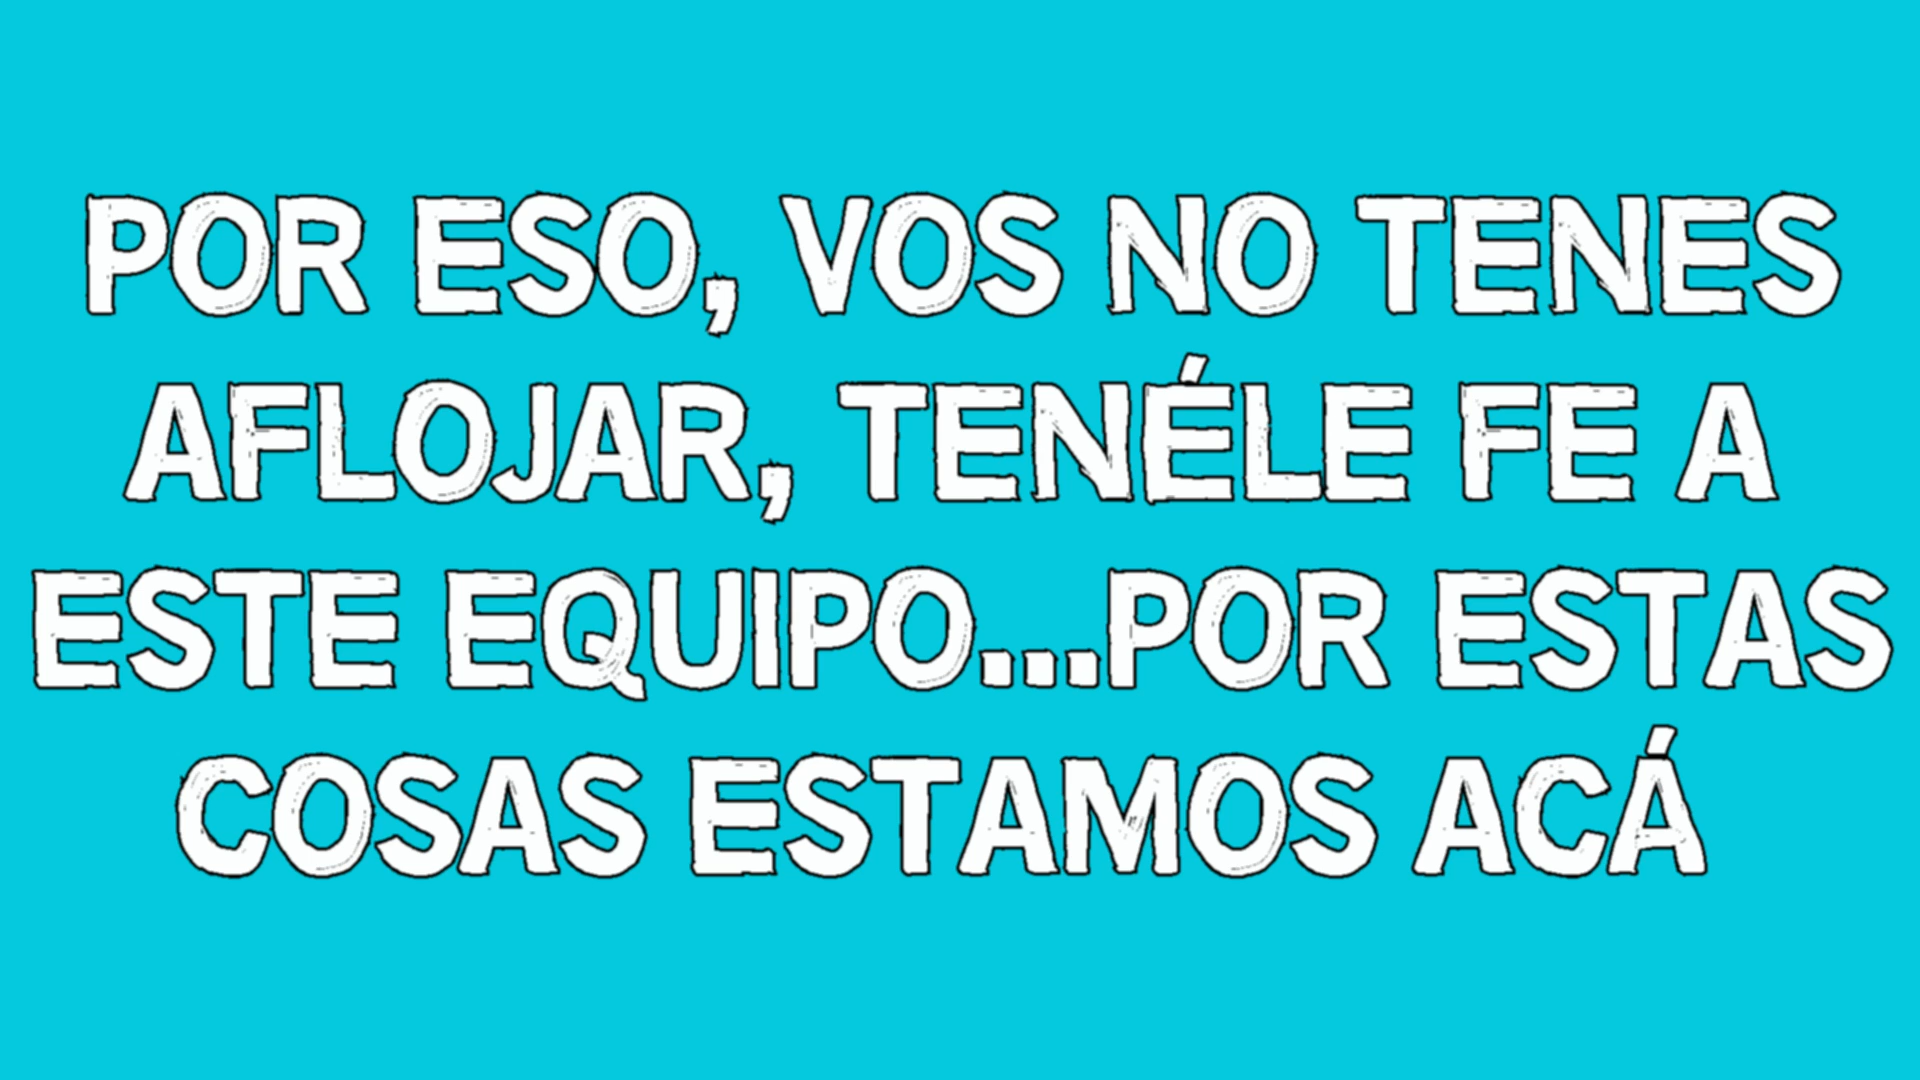 POR ESO, VOS NO TENES
AFLOJAR, TENÉLE FE A
ESTE EQUIPO...POR ESTAS
COSAS ESTAMOS ACÁ